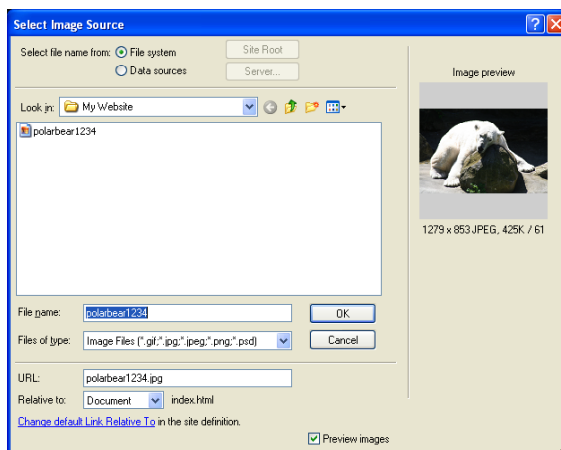 Select Image Source
Select file name from: File system
Site Root
Data sources
Server...
Image preview
Look in: My Website
polarbear1234
1279 x 853 JPEG, 425K / 61
File name: polarbear1234
OK
Files of type: Image Files (*.gif;*.jpg;*.jpeg;*.png;*.psd)
Cancel
URL: polarbear1234.jpg
Relative to: Document index.html
Change default Link Relative To in the site definition.
Preview images